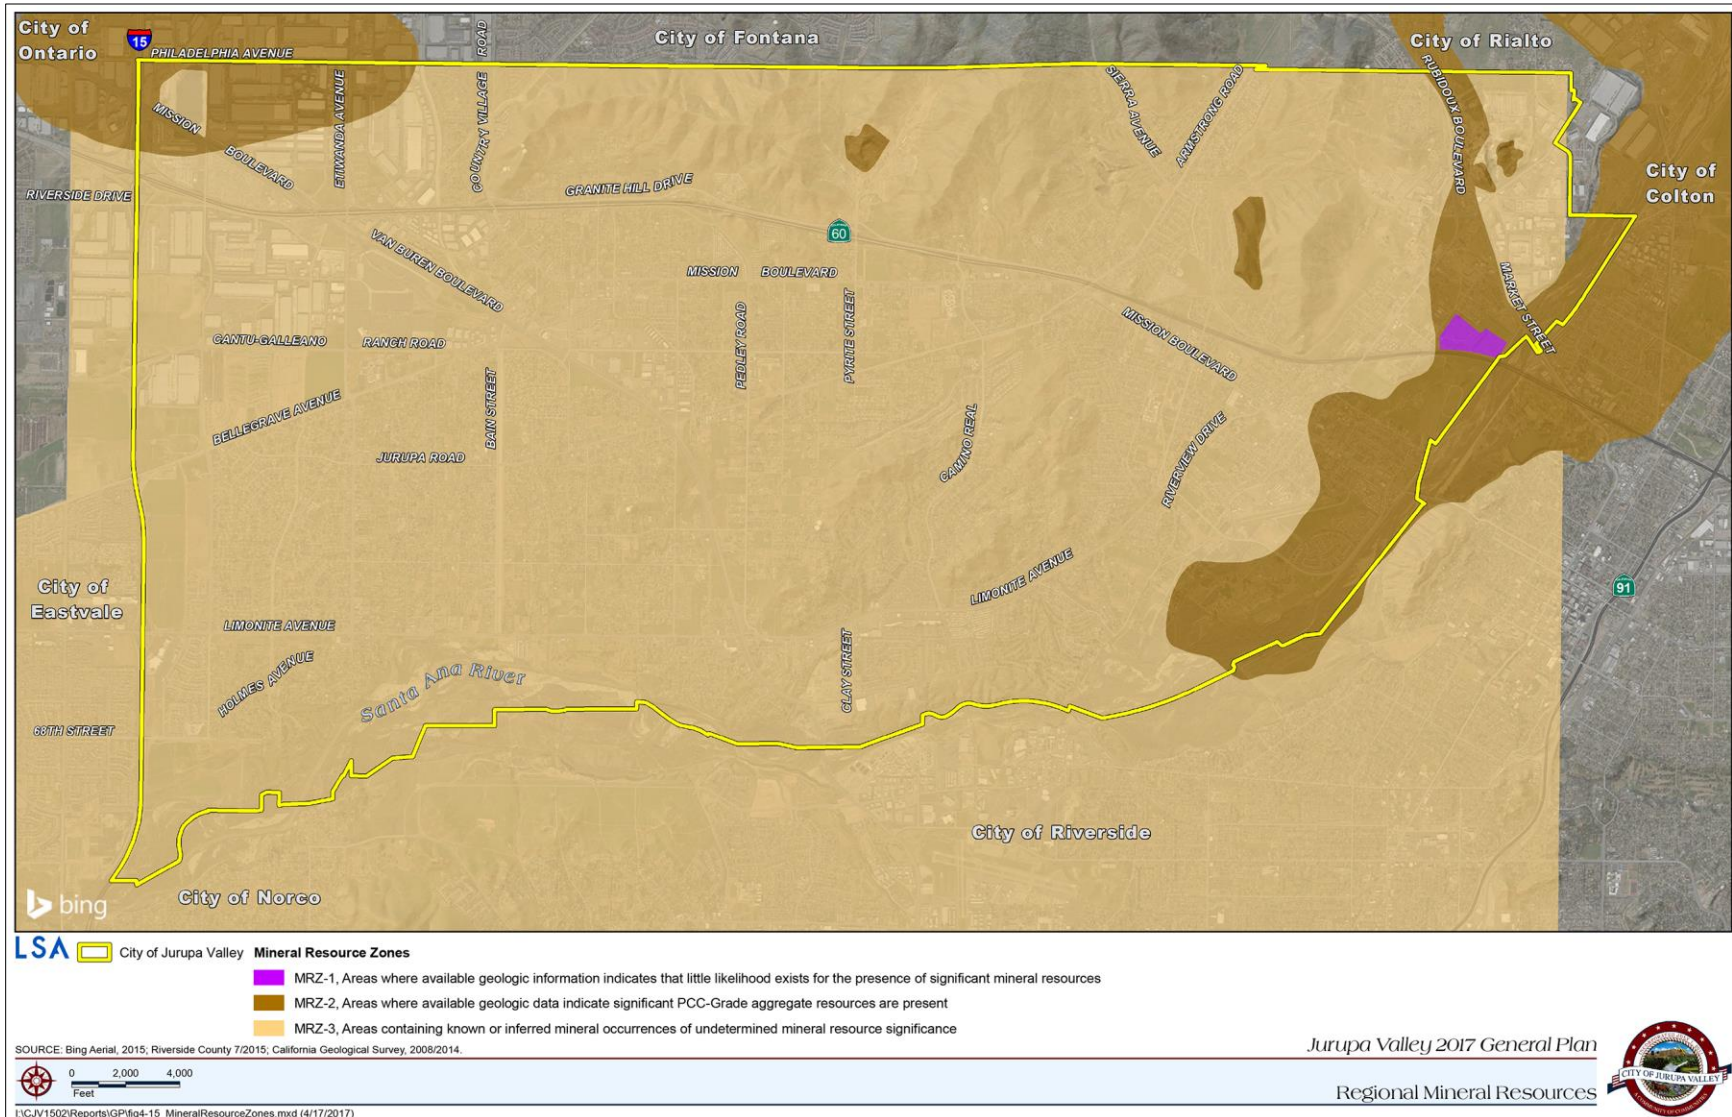 City of
Ontario
15
PHILADELPHIA AVENUE
COUNTRY VILLAGE ROAD
City of Fontana
City of Rialto
MISSION
BOULEVARD
ETIWANDA AVENUE
SIERRA AVENUE
ARMSTRONG ROAD
RUBIDOUX BOULEVARD
City of
Colton
RIVERSIDE DRIVE
GRANITE HILL DRIVE
60
VAN BUREN BOULEVARD
MISSION BOULEVARD
MARKET STREET
CANTU-GALLEANO RANCH ROAD
PEDLEY ROAD
PYRITE STREET
MISSION BOULEVARD
BELLEGRAVE AVENUE
BAIN STREET
JURUPA ROAD
CAMINO REAL
RIVERVIEW DRIVE
City of
Eastvale
LIMONITE AVENUE
91
LIMONITE AVENUE
HOLMES AVENUE
Santa Ana River
CLAY STREET
68TH STREET
City of Riverside
City of Norco
bing
LSA
City of Jurupa Valley
Mineral Resource Zones
MRZ-1, Areas where available geologic information indicates that little likelihood exists for the presence of significant mineral resources
MRZ-2, Areas where available geologic data indicate significant PCC-Grade aggregate resources are present
MRZ-3, Areas containing known or inferred mineral occurrences of undetermined mineral resource significance
SOURCE: Bing Aerial, 2015; Riverside County 7/2015; California Geological Survey, 2008/2014.
Jurupa Valley 2017 General Plan
0 2,000 4,000
Feet
Regional Mineral Resources
CITY OF JURUPA VALLEY
I:\CJV1502\Reports\GP\fig4-15_MineralResourceZones.mxd (4/17/2017)